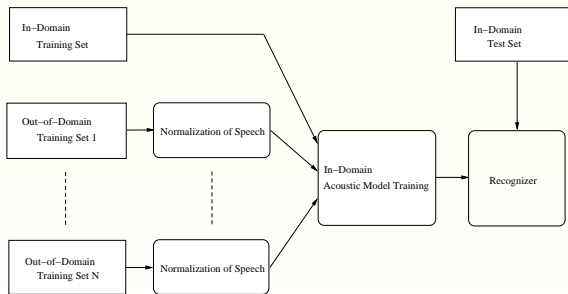 In–Domain
Training Set
In–Domain
Test Set
Out–of–Domain
Training Set 1
Normalization of Speech
In–Domain
Acoustic Model Training
Recognizer
Out–of–Domain
Training Set N
Normalization of Speech